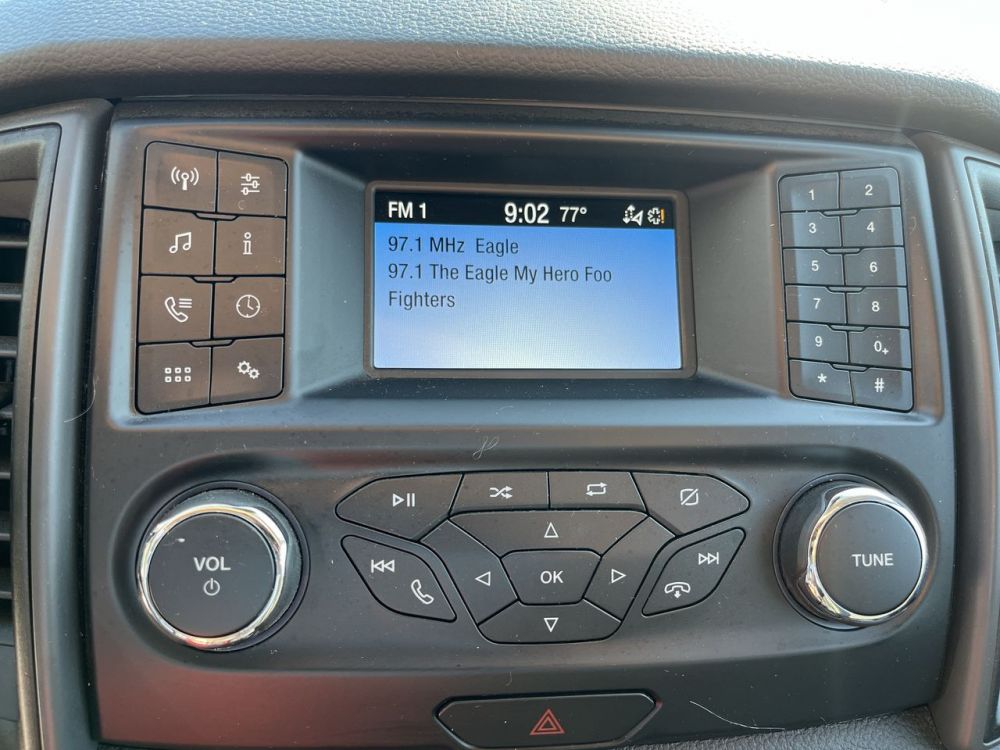 FM 1 9:02 77°
97.1 MHz Eagle
97.1 The Eagle My Hero Foo
Fighters
1 2
3 4
5 6
7 8
9 0+
* #
VOL
OK
TUNE